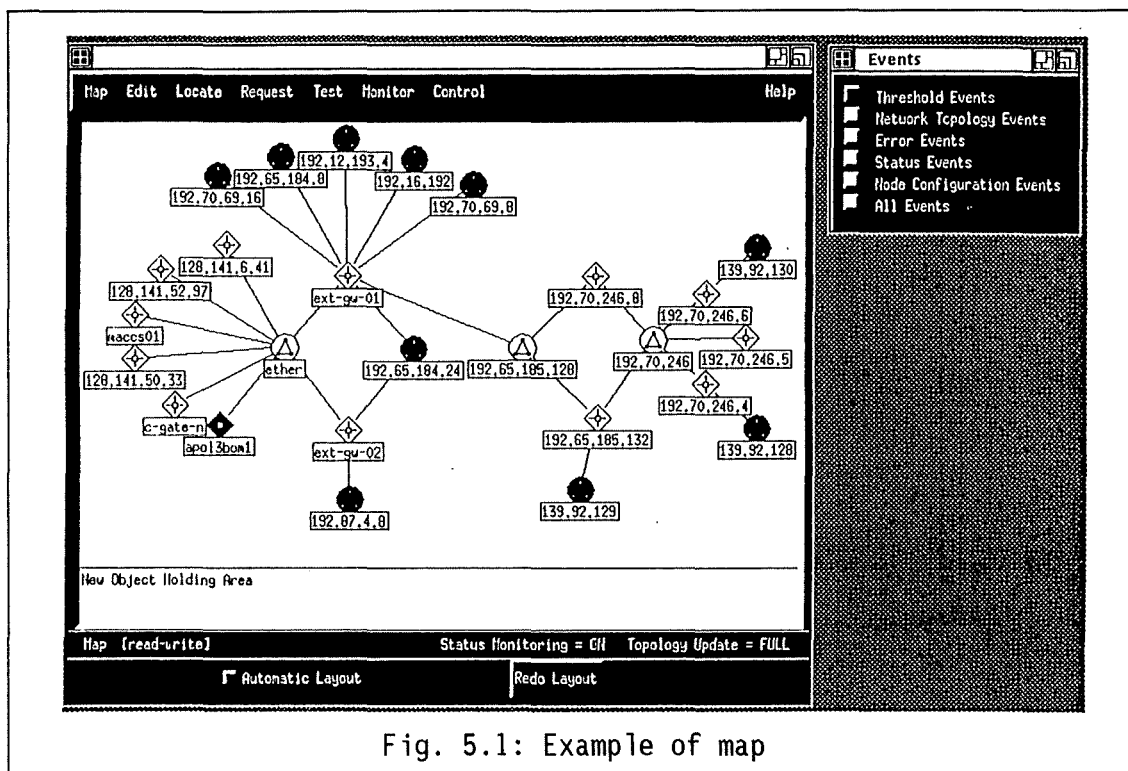 Events
Map Edit Locate Request Test Monitor Control Help
Threshold Events
Network Topology Events
Error Events
Status Events
Node Configuration Events
All Events
192,12,193,4
192,65,184,8
192,16,192
192,70,69,16
192,70,69,8
128,141,6,41
128,141,52,97
ext-gw-01
192,70,246,8
139,92,130
192,70,246,6
maccs01
128,141,50,33
ether
192,65,184,24
192,65,185,128
192,70,246
192,70,246,5
192,70,246,4
c-gate-n
apol3bom1
ext-gw-02
192,65,185,132
139,92,128
192,87,4,8
139,92,129
New Object Holding Area
Map [read-write] Status Monitoring = ON Topology Update = FULL
Automatic Layout Redo Layout
Fig. 5.1: Example of map